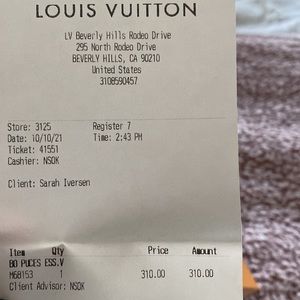 LOUIS VUITTON
LV Beverly Hills Rodeo Drive
295 North Rodeo Drive
BEVERLY HILLS, CA 90210
United States
3108590457
Store: 3125 Register 7
Date: 10/10/21 Time: 2:43 PM
Ticket: 41551
Cashier: NSOK
Client: Sarah Iversen
Item Qty Price Amount
BO PUCES ESS.V
M68153 1 310.00 310.00
Client Advisor: NSOK